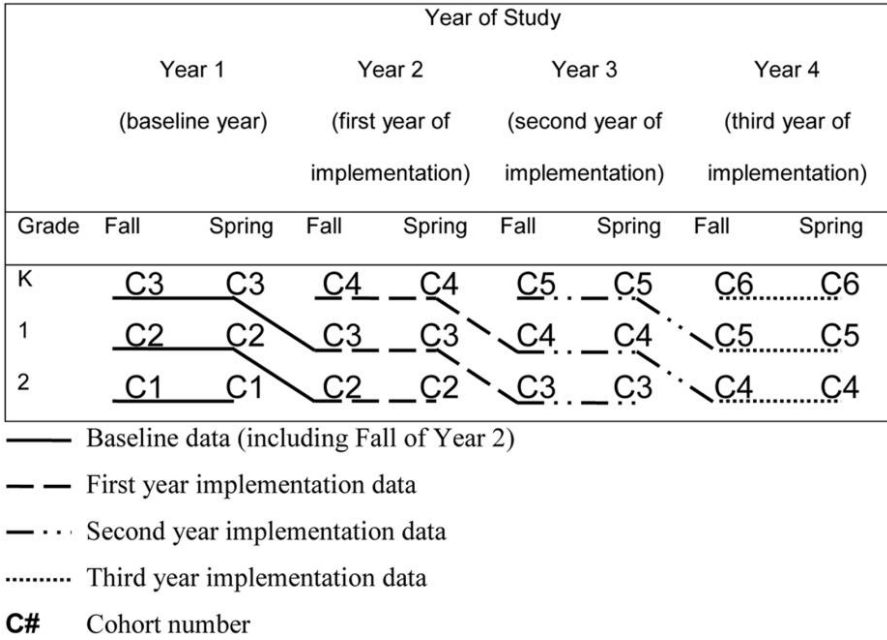 Year of Study
Year 1 Year 2 Year 3 Year 4
(baseline year) (first year of (second year of (third year of
implementation) implementation) implementation)
Grade Fall Spring Fall Spring Fall Spring Fall Spring
K C3 C3 C4 C4 C5 C5 C6 C6
1 C2 C2 C3 C3 C4 C4 C5 C5
2 C1 C1 C2 C2 C3 C3 C4 C4
Baseline data (including Fall of Year 2)
First year implementation data
Second year implementation data
Third year implementation data
C# Cohort number